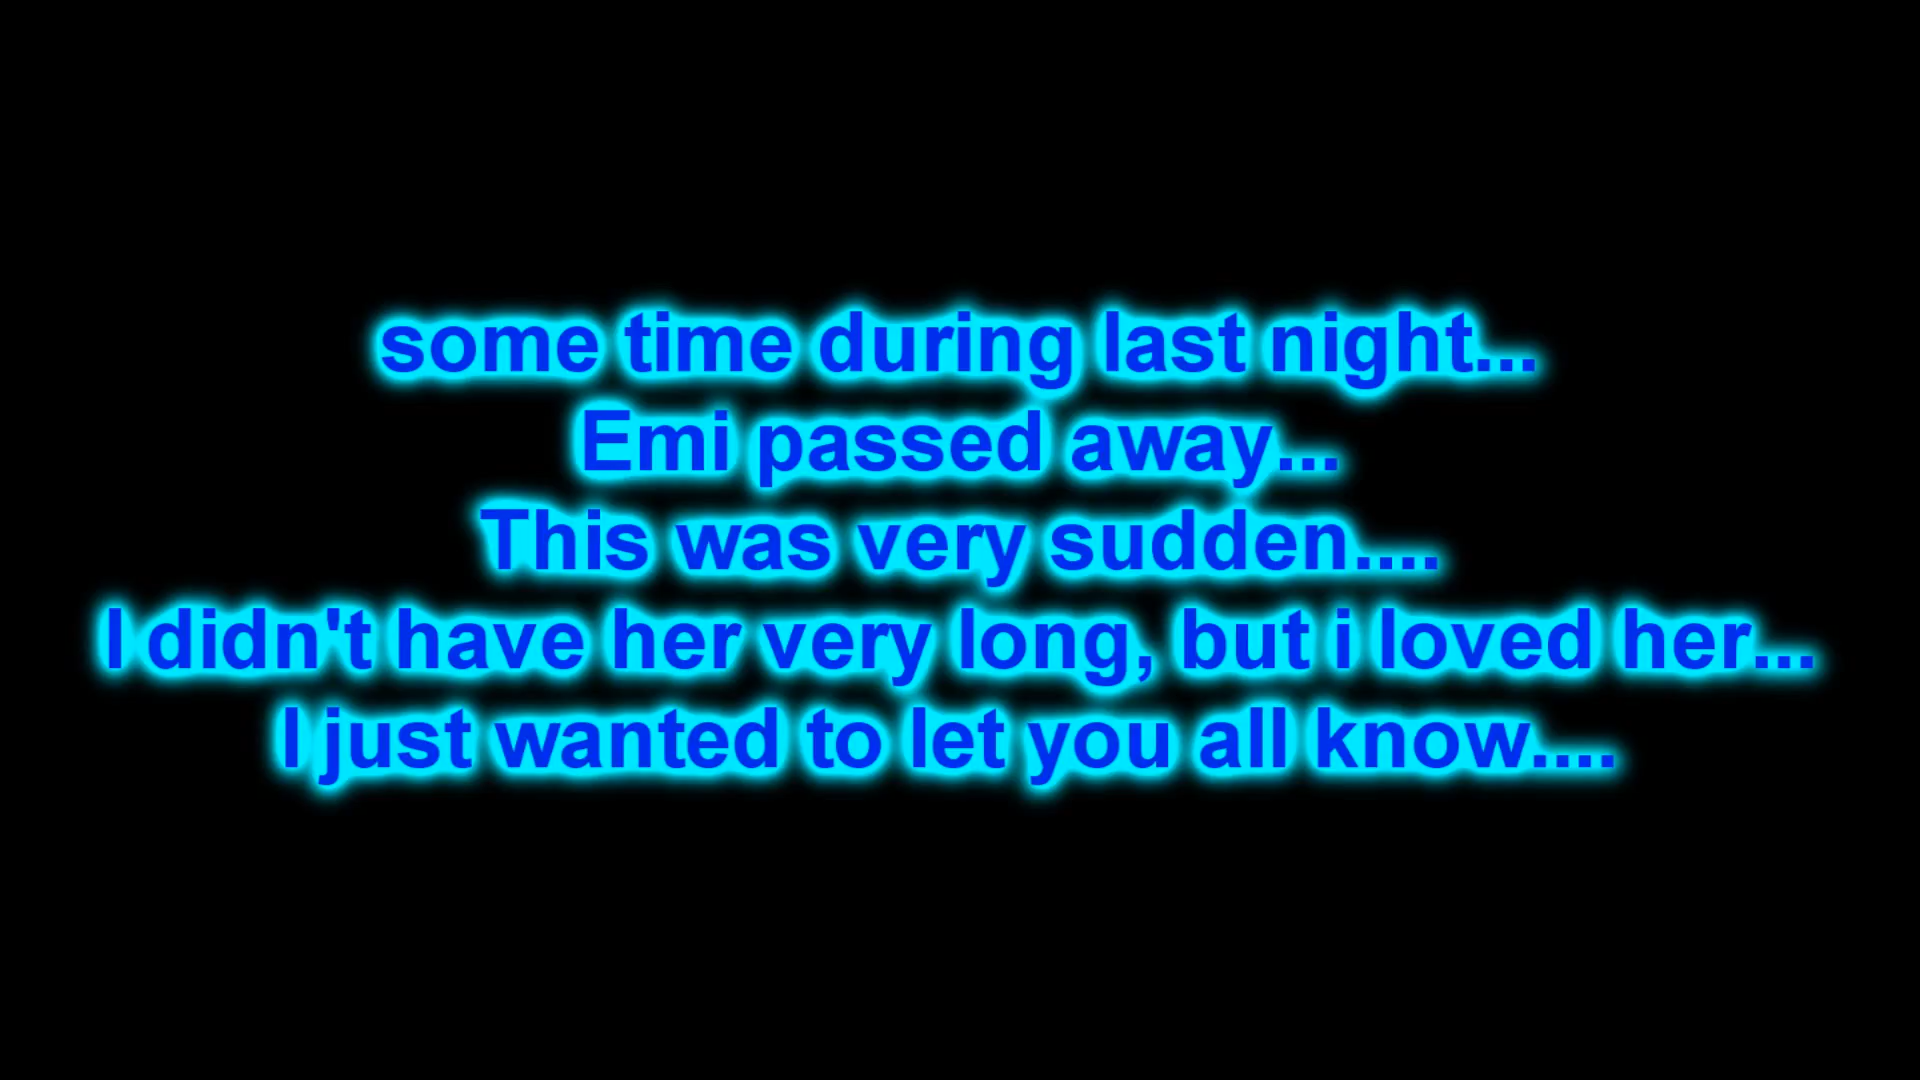 some time during last night...
Emi passed away...
This was very sudden....
I didn't have her very long, but i loved her...
I just wanted to let you all know....